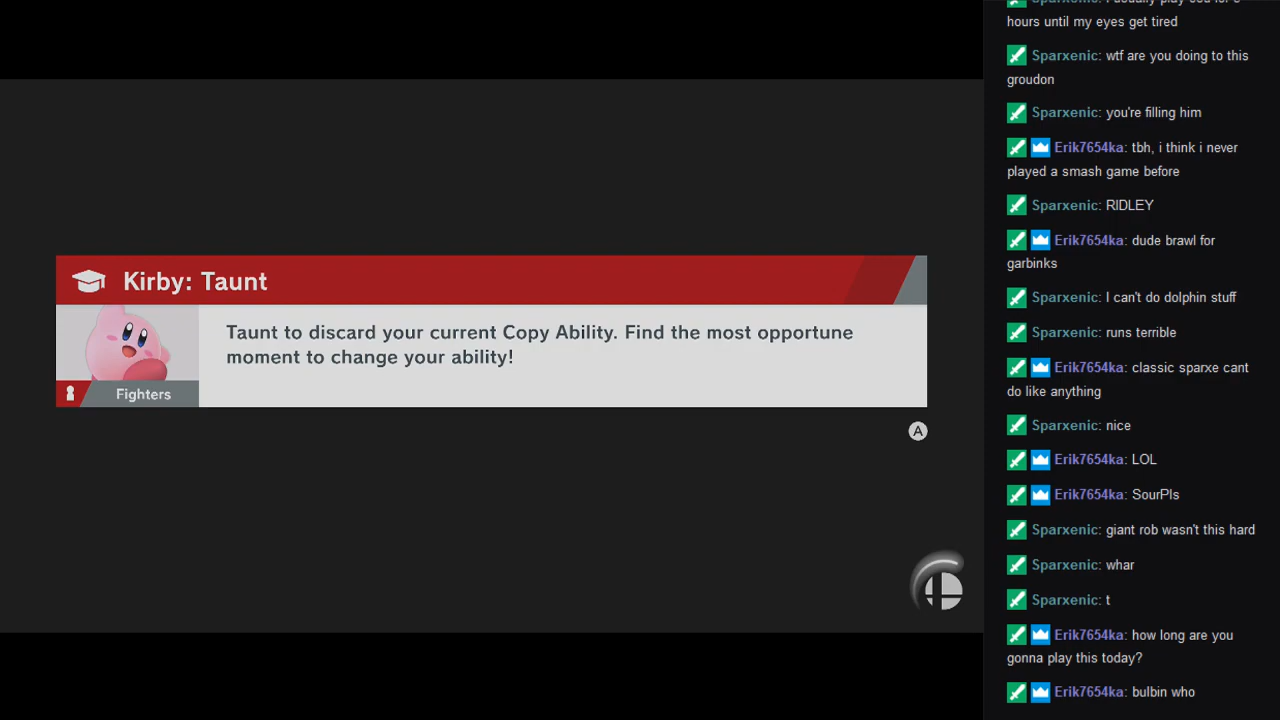 Kirby: Taunt
Taunt to discard your current Copy Ability. Find the most opportune
moment to change your ability!
Fighters
A
hours until my eyes get tired
Sparxenic: wtf are you doing to this
groudon
Sparxenic: you're filling him
Erik7654ka: tbh, i think i never
played a smash game before
Sparxenic: RIDLEY
Erik7654ka: dude brawl for
garbinks
Sparxenic: I can't do dolphin stuff
Sparxenic: runs terrible
Erik7654ka: classic sparxe cant
do like anything
Sparxenic: nice
Erik7654ka: LOL
Erik7654ka: SourPls
Sparxenic: giant rob wasn't this hard
Sparxenic: whar
Sparxenic: t
Erik7654ka: how long are you
gonna play this today?
Erik7654ka: bulbin who